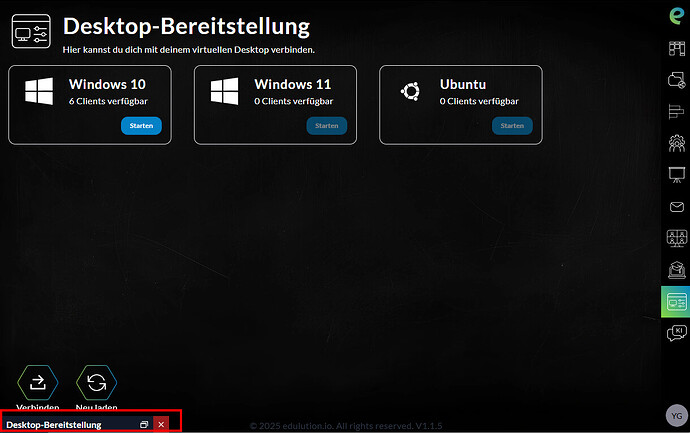 Desktop-Bereitstellung
Hier kannst du dich mit deinem virtuellen Desktop verbinden.
Windows 10
6 Clients verfügbar
Starten
Windows 11
0 Clients verfügbar
Starten
Ubuntu
0 Clients verfügbar
Starten
KI
Verbinden
Neu laden
Desktop-Bereitstellung
© 2025 edulution.io. All rights reserved. V1.1.5
YG